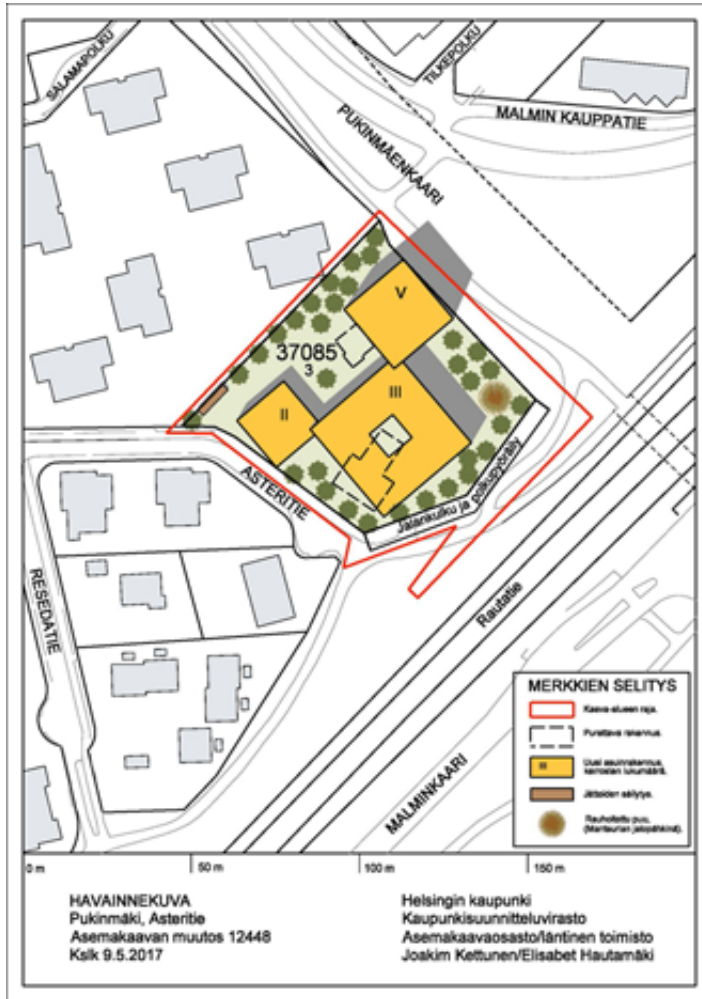 SALAMAPOLKU
TILKEPOLKU
PUKINMÄENKAARI
MALMIN KAUPPATIE
V
37085
3
III
II
ASTERITIE
Jalankulku ja polkupyöräily
RESEDATIE
Rautatie
MALMINKAARI
MERKKIEN SELITYS
Kaava-alueen raja.
Purettava rakennus.
III
Uusi asuinrakennus,
kerrosten lukumäärä.
Jätteiden säilytys.
Rauhoitettu puu,
(Mantsurian jalopähkinä).
0 m 50 m 100 m 150 m
HAVAINNEKUVA
Pukinmäki, Asteritie
Asemakaavan muutos 12448
Kslk 9.5.2017
Helsingin kaupunki
Kaupunkisuunnitteluvirasto
Asemakaavaosasto/läntinen toimisto
Joakim Kettunen/Elisabet Hautamäki